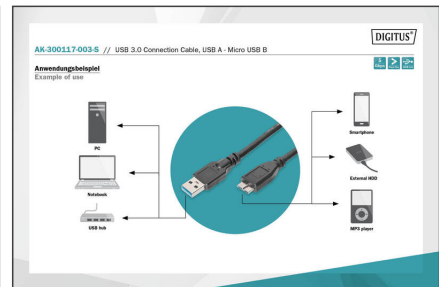 DIGITUS®
AK-300117-003-S // USB 3.0 Connection Cable, USB A - Micro USB B
Anwendungsbeispiel
Example of use
PC
Notebook
USB hub
Smartphone
External HDD
MP3 player